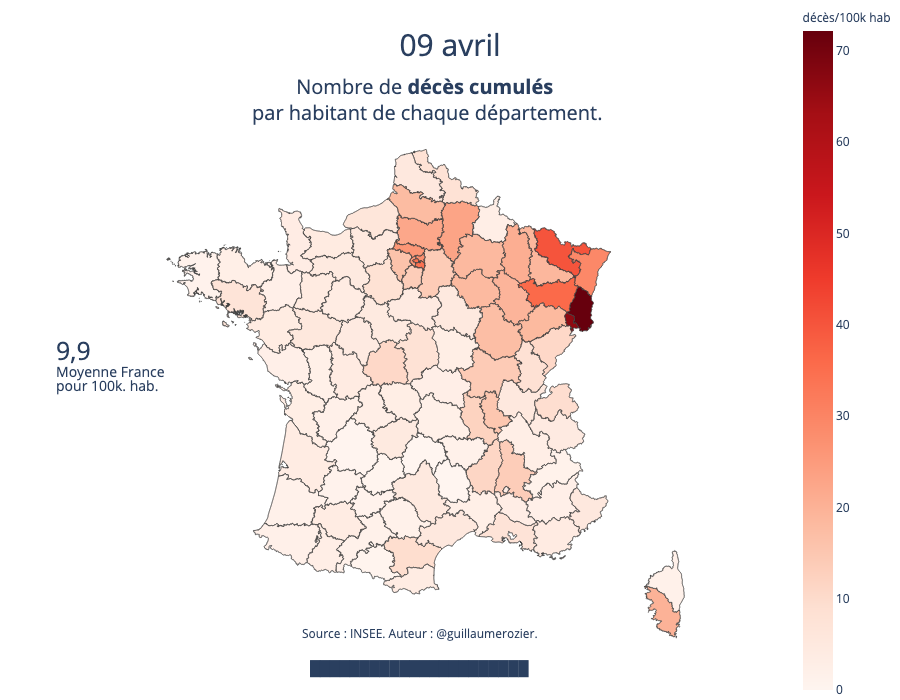 décès/100k hab
09 avril
Nombre de décès cumulés
par habitant de chaque département.
70
60
50
40
30
20
10
0
9,9
Moyenne France
pour 100k. hab.
Source : INSEE. Auteur : @guillaumerozier.